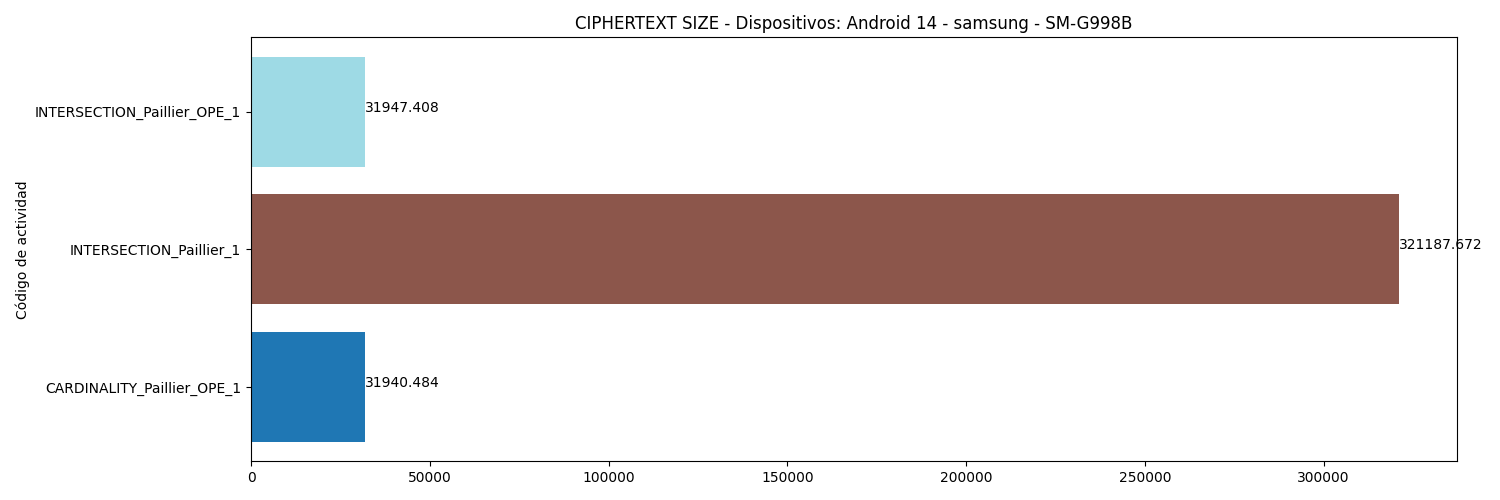 CIPHERTEXT SIZE - Dispositivos: Android 14 - samsung - SM-G998B
Código de actividad
INTERSECTION_Paillier_OPE_1
31947.408
INTERSECTION_Paillier_1
321187.672
CARDINALITY_Paillier_OPE_1
31940.484
0 50000 100000 150000 200000 250000 300000